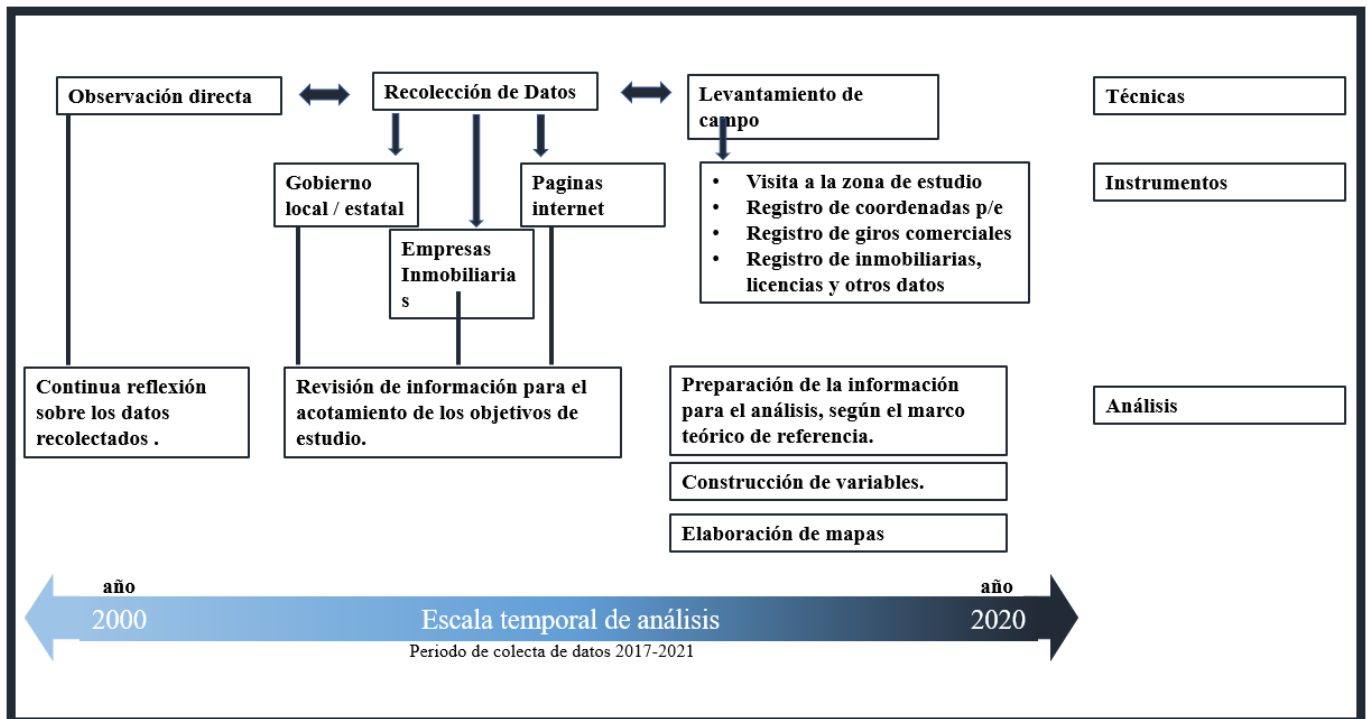 Observación directa
Recolección de Datos
Levantamiento de
campo
Técnicas
Gobierno
local / estatal
Paginas
internet
• Visita a la zona de estudio
• Registro de coordenadas p/e
• Registro de giros comerciales
• Registro de inmobiliarias,
licencias y otros datos
Instrumentos
Empresas
Inmobiliaria
s
Continua reflexión
sobre los datos
recolectados .
Revisión de información para el
acotamiento de los objetivos de
estudio.
Preparación de la información
para el análisis, según el marco
teórico de referencia.
Análisis
Construcción de variables.
Elaboración de mapas
año
año
2000
Escala temporal de análisis
2020
Periodo de colecta de datos 2017-2021